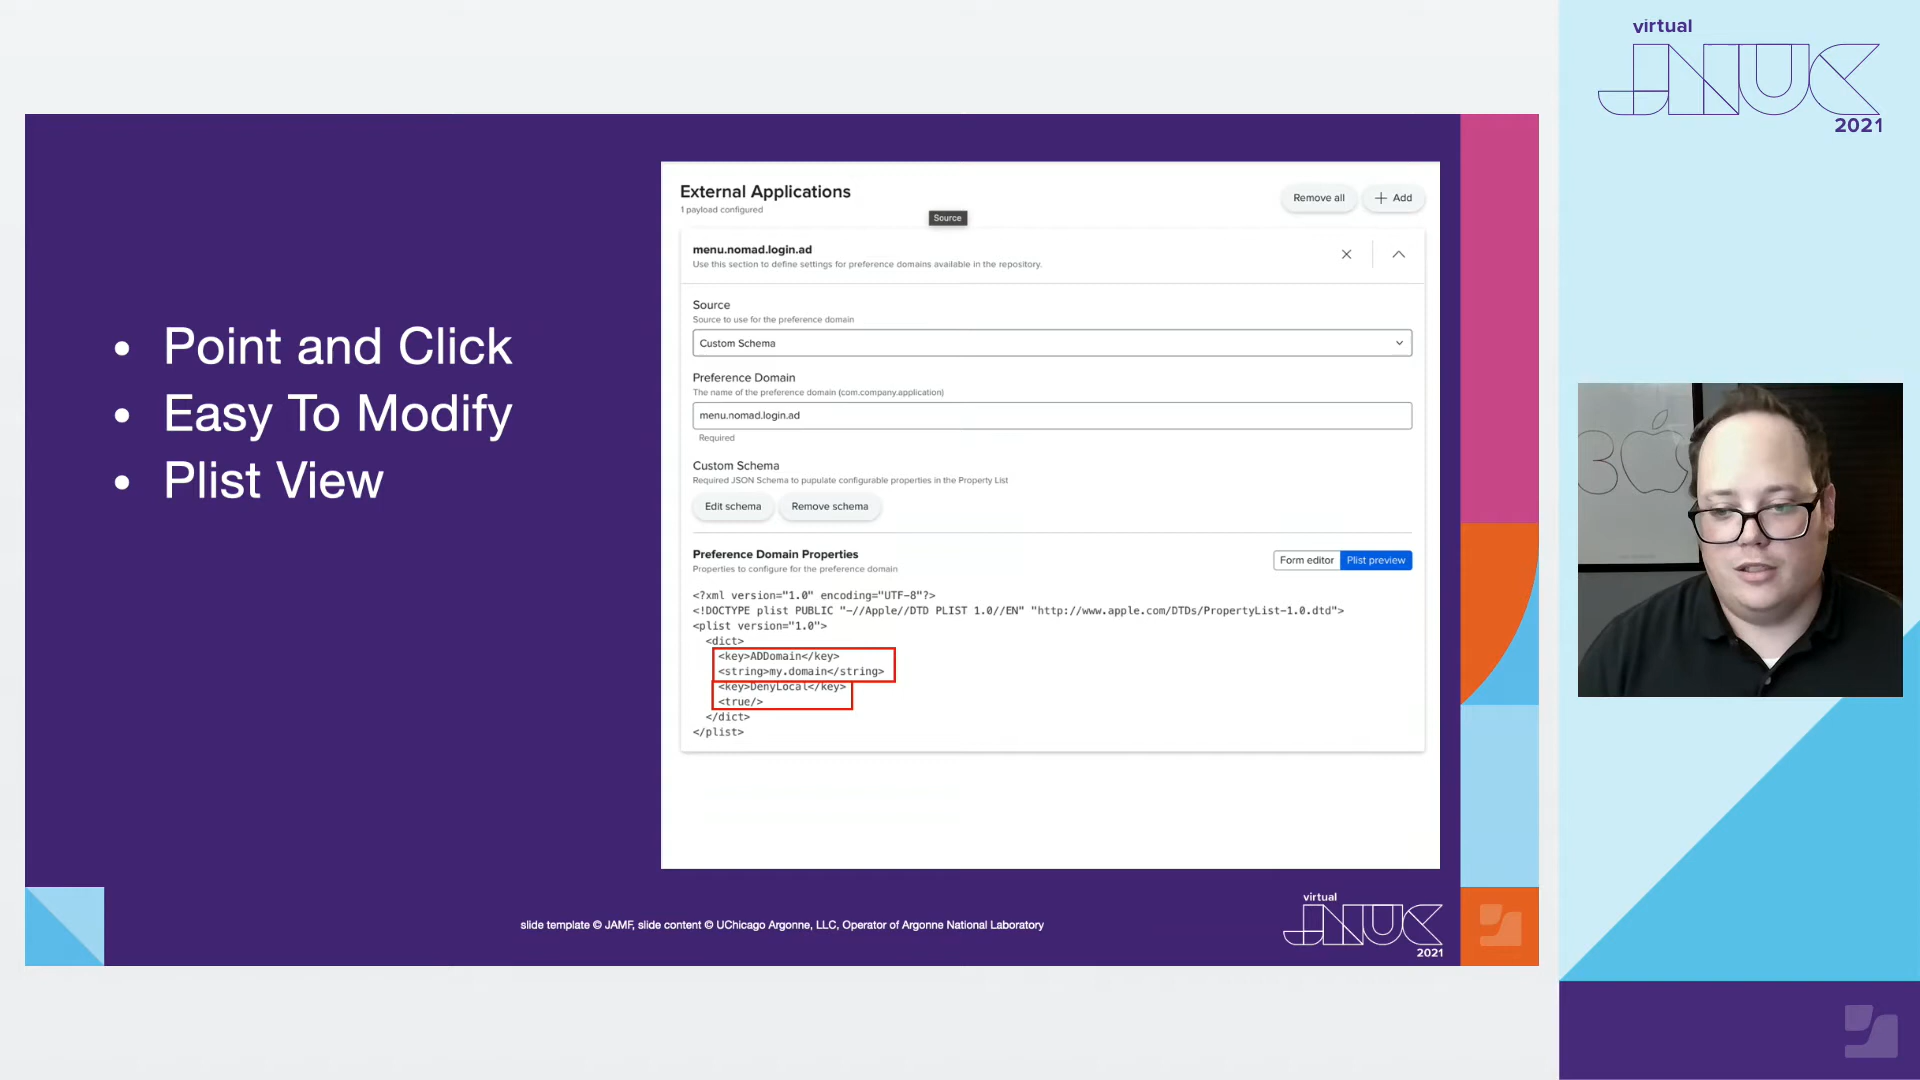 virtual
JNUC
2021
External Applications
1 payload configured
Remove all
+ Add
Source
menu.nomad.login.ad
Use this section to define settings for preference domains available in the repository.
Source
Source to use for the preference domain
Custom Schema
Preference Domain
The name of the preference domain (com.company.application)
menu.nomad.login.ad
Required
Custom Schema
Required JSON Schema to pupulate configurable properties in the Property List
Edit schema
Remove schema
Preference Domain Properties
Properties to configure for the preference domain
Form editor
Plist preview
<?xml version="1.0" encoding="UTF-8"?>
<!DOCTYPE plist PUBLIC "-//Apple//DTD PLIST 1.0//EN" "http://www.apple.com/DTDs/PropertyList-1.0.dtd">
<plist version="1.0">
<dict>
<key>ADDomain</key>
<string>my.domain</string>
<key>DenyLocal</key>
<true/>
</dict>
</plist>
• Point and Click
• Easy To Modify
• Plist View
30
slide template © JAMF, slide content © UChicago Argonne, LLC, Operator of Argonne National Laboratory
virtual
JNUC
2021